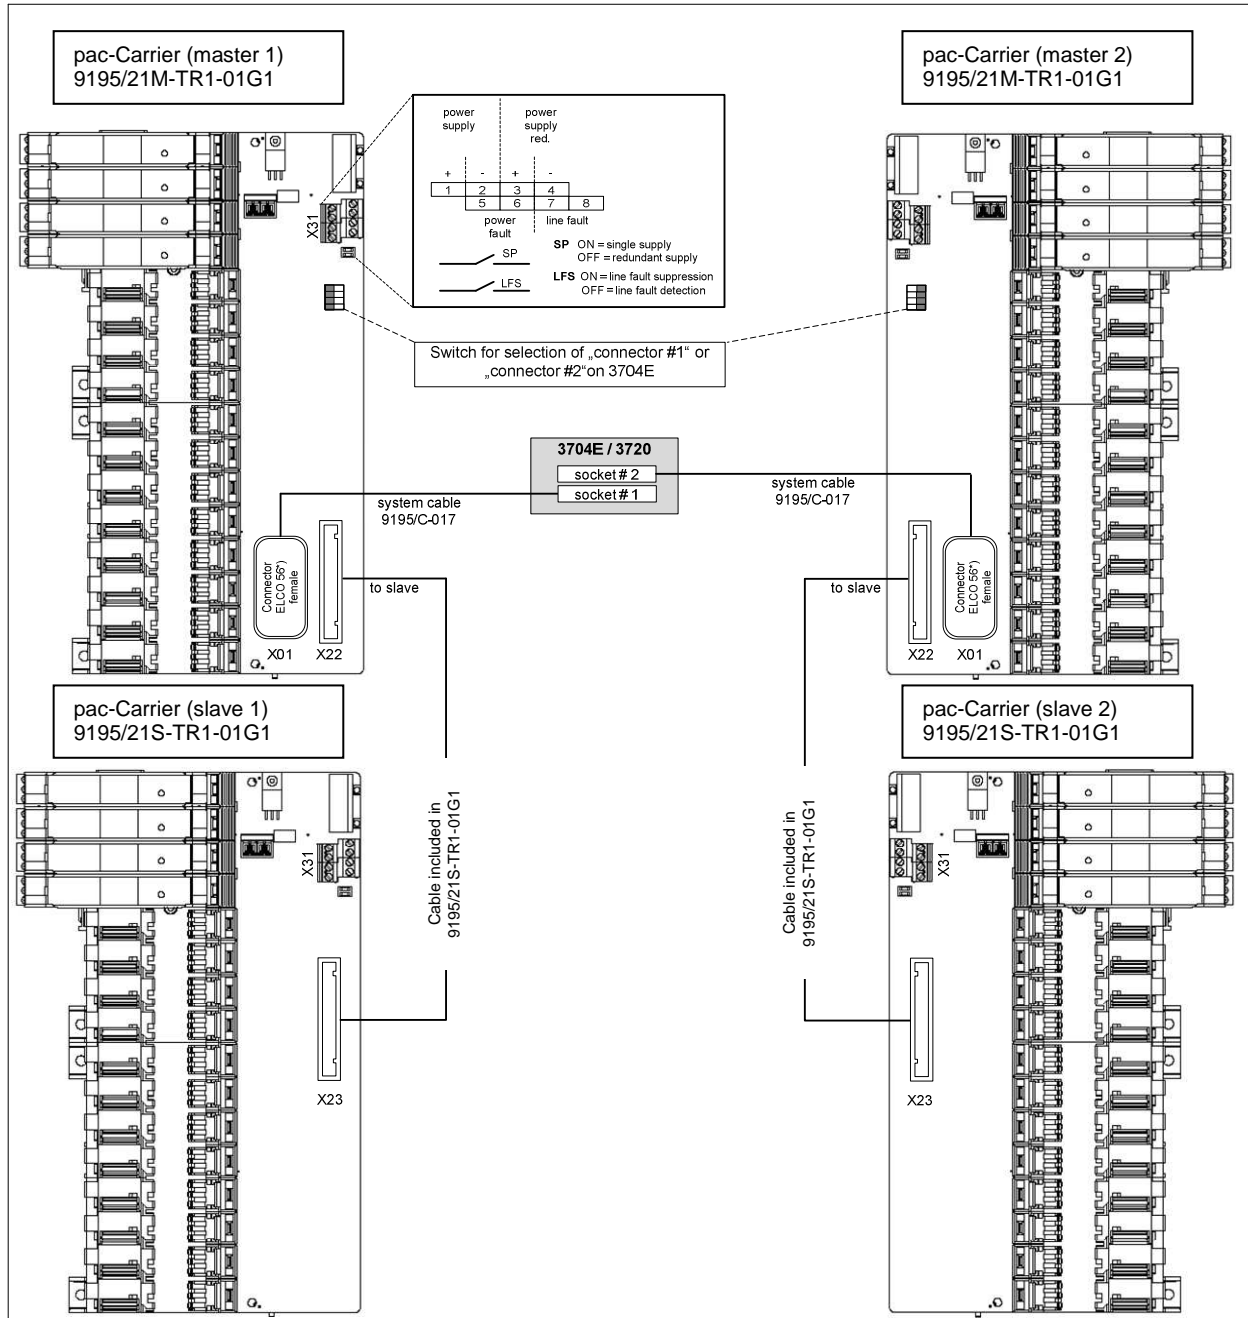 pac-Carrier (master 1)
9195/21M-TR1-01G1
pac-Carrier (master 2)
9195/21M-TR1-01G1
power
supply
power
supply
red.
+ - + -
1 2 3 4
5 6 7 8
power
fault
line fault
SP
LFS
SP ON = single supply
OFF = redundant supply
LFS ON = line fault suppression
OFF = line fault detection
X31
Switch for selection of „connector #1“ or
„connector #2“on 3704E
3704E / 3720
socket # 2
socket # 1
system cable
9195/C-017
system cable
9195/C-017
Connector
ELCO 56*)
female
X01
X22
to slave
to slave
X22
Connector
ELCO 56*)
female
X01
pac-Carrier (slave 1)
9195/21S-TR1-01G1
pac-Carrier (slave 2)
9195/21S-TR1-01G1
X31
Cable included in
9195/21S-TR1-01G1
Cable included in
9195/21S-TR1-01G1
X31
X23
X23